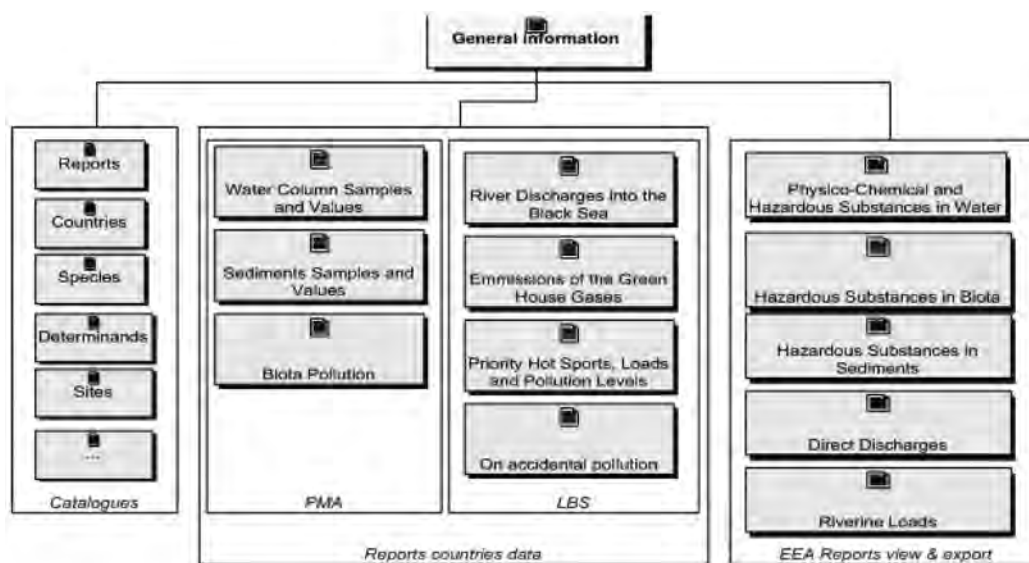 General Information
Reports
Countries
Species
Determinands
Sites
...
Catalogues
Water Column Samples
and Values
Sediments Samples and
Values
Biota Pollution
PMA
River Discharges into the
Black Sea
Emmissions of the Green
House Gases
Priority Hot Sports, Loads
and Pollution Levels
On accidental pollution
LBS
Reports countries data
Physico-Chemical and
Hazardous Substances in Water
Hazardous Substances in Biota
Hazardous Substances in
Sediments
Direct Discharges
Riverine Loads
EEA Reports view & export